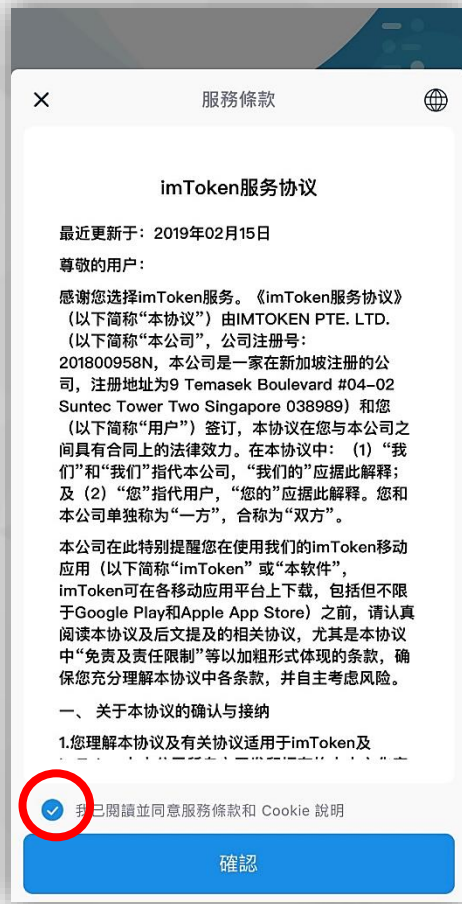 服務條款
imToken服务协议
最近更新于：2019年02月15日
尊敬的用户：
感谢您选择imToken服务。《imToken服务协议》
（以下简称“本协议”）由IMTOKEN PTE. LTD.
（以下简称“本公司”，公司注册号：
201800958N，本公司是一家在新加坡注册的公
司，注册地址为9 Temasek Boulevard #04–02
Suntec Tower Two Singapore 038989）和您
（以下简称“用户”）签订，本协议在您与本公司之
间具有合同上的法律效力。在本协议中：（1）“我
们”和“我们”指代本公司，“我们的”应据此解释；
及（2）“您”指代用户，“您的”应据此解释。您和
本公司单独称为“一方”，合称为“双方”。
本公司在此特别提醒您在使用我们的imToken移动
应用（以下简称“imToken” 或“本软件”，
imToken可在各移动应用平台上下载，包括但不限
于Google Play和Apple App Store）之前，请认真
阅读本协议及后文提及的相关协议，尤其是本协议
中“免责及责任限制”等以加粗形式体现的条款，确
保您充分理解本协议中各条款，并自主考虑风险。
一、 关于本协议的确认与接纳
1.您理解本协议及有关协议适用于imToken及
我已閱讀並同意服務條款和 Cookie 說明
確認